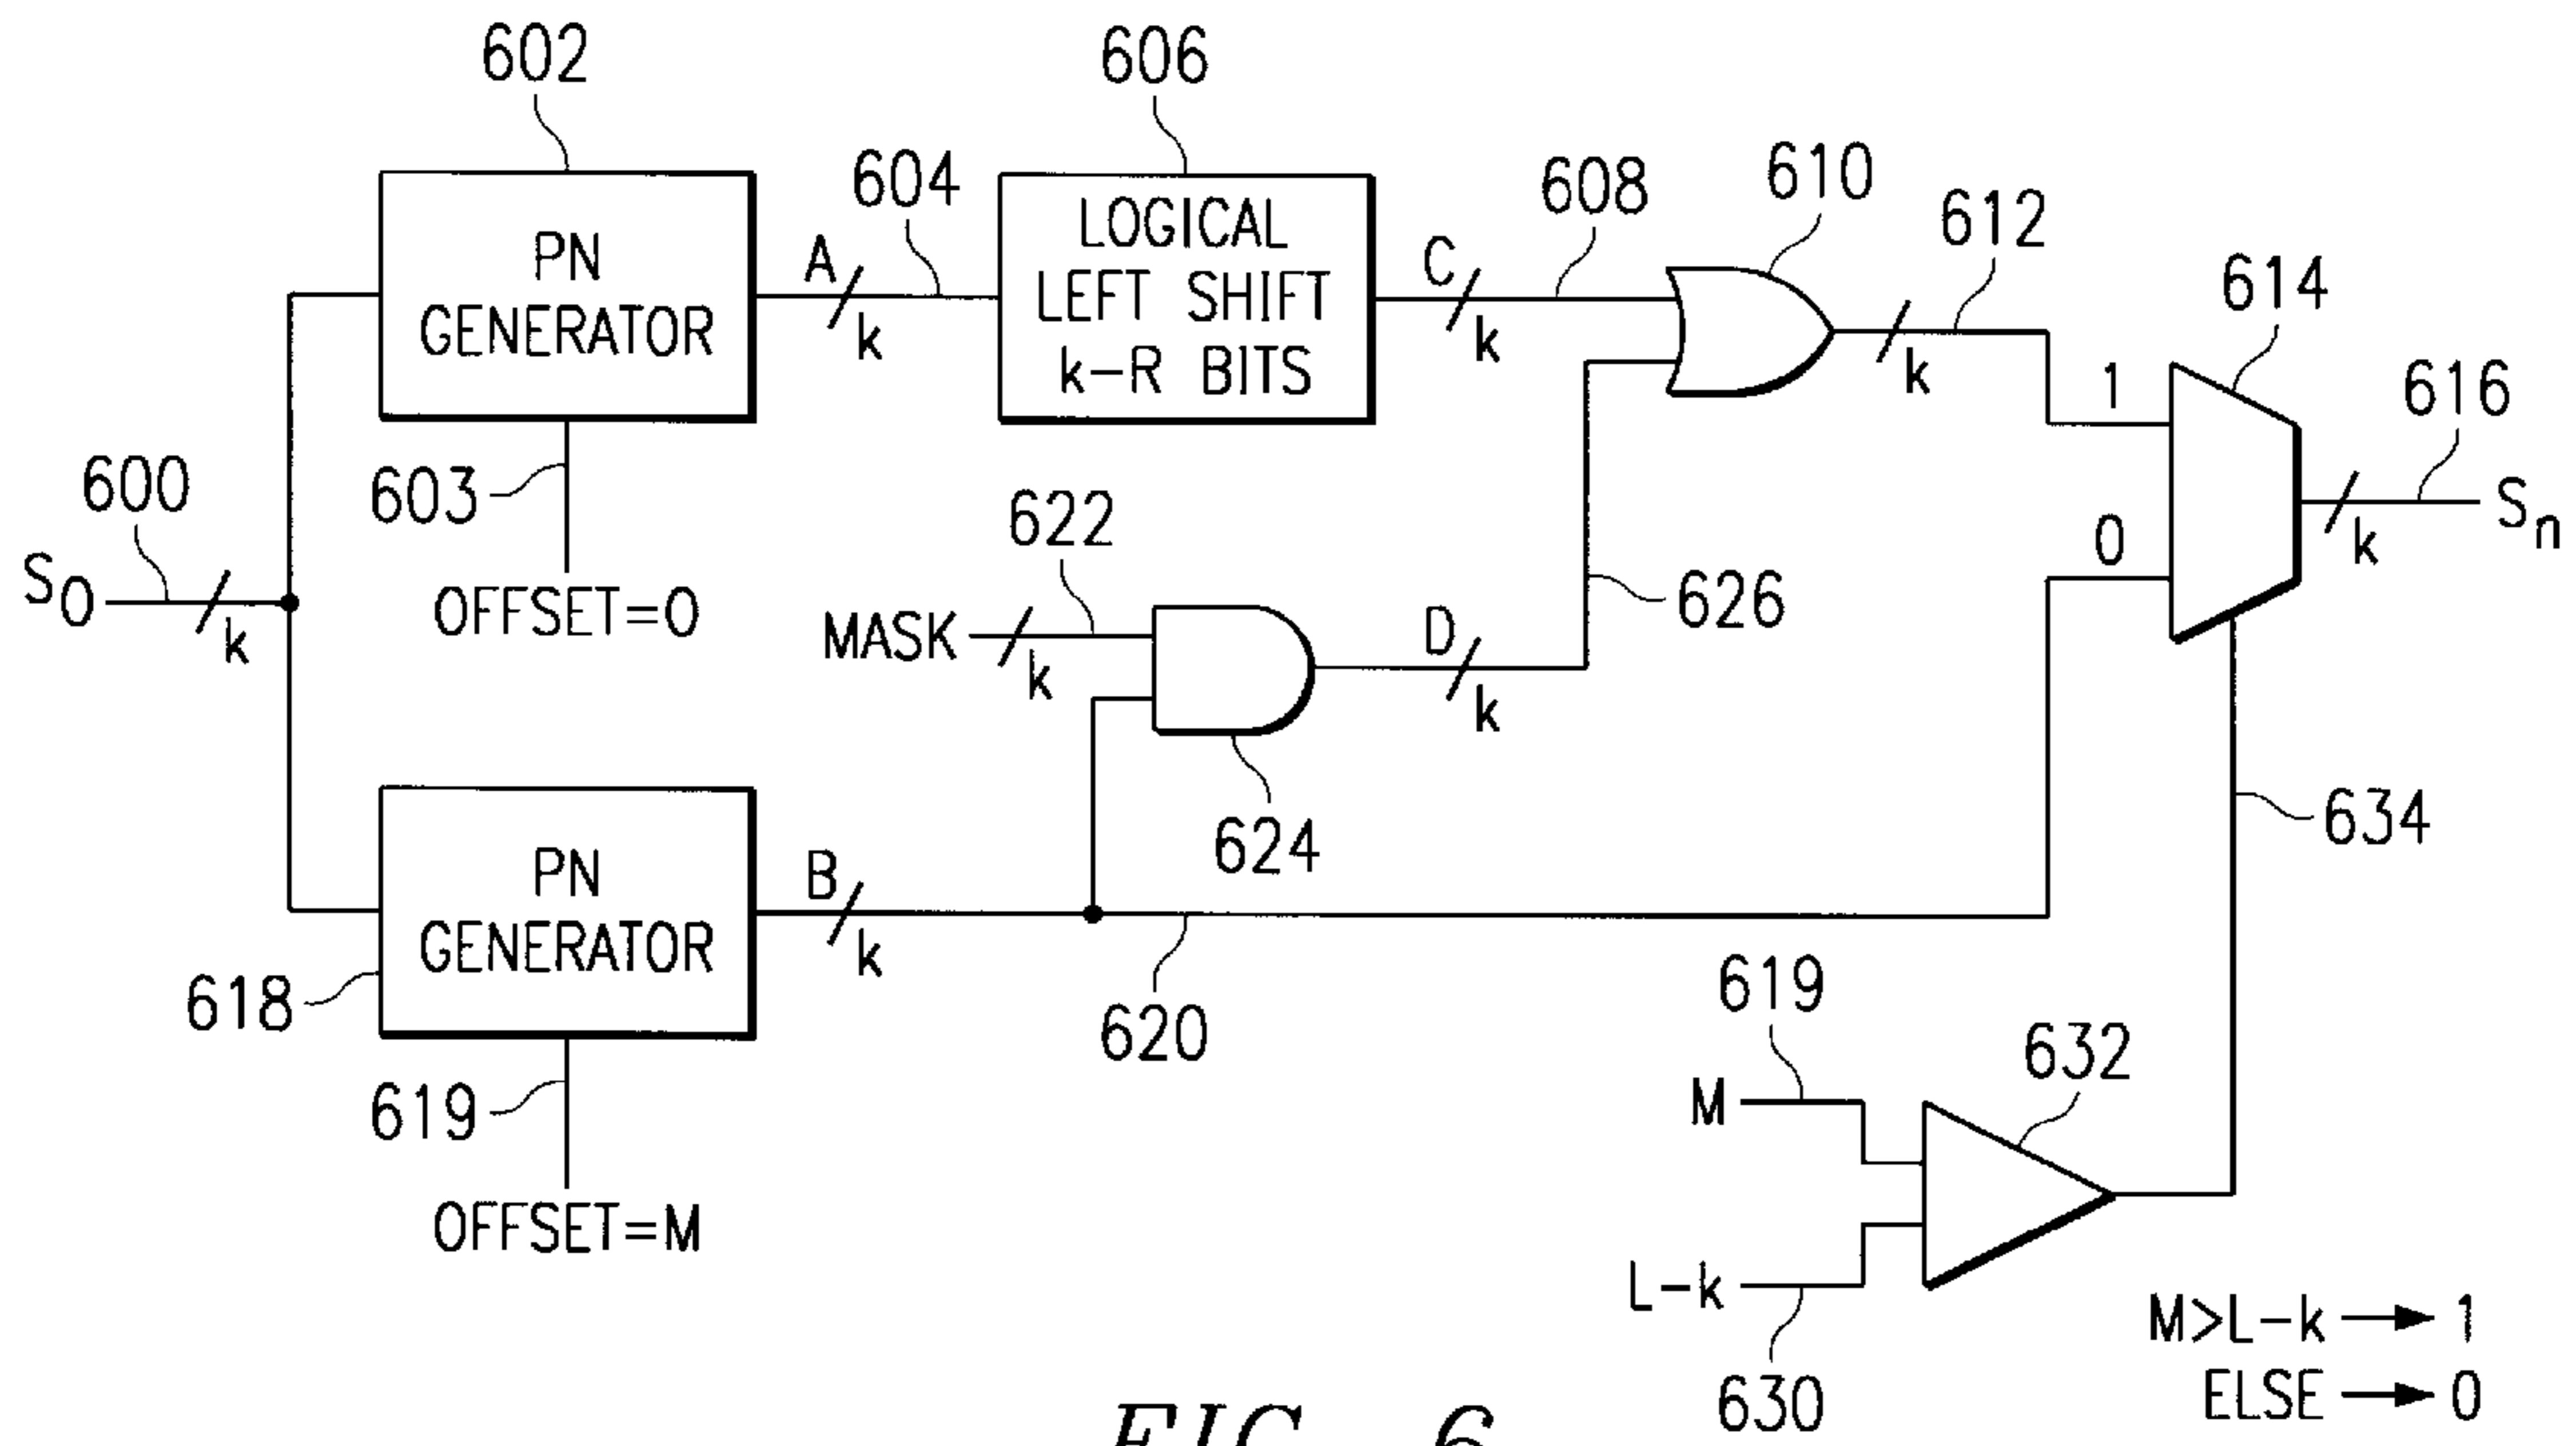 602
606
604
608
610
612
614
616
PN
GENERATOR
A
k
LOGICAL
LEFT SHIFT
k-R BITS
C
k
k
1
0
k
Sn
600
S0
k
603
OFFSET=0
622
MASK
k
624
D
k
626
634
PN
GENERATOR
618
B
k
620
619
OFFSET=M
619
M
632
L-k
630
M>L-k → 1
ELSE → 0
FIG. 6